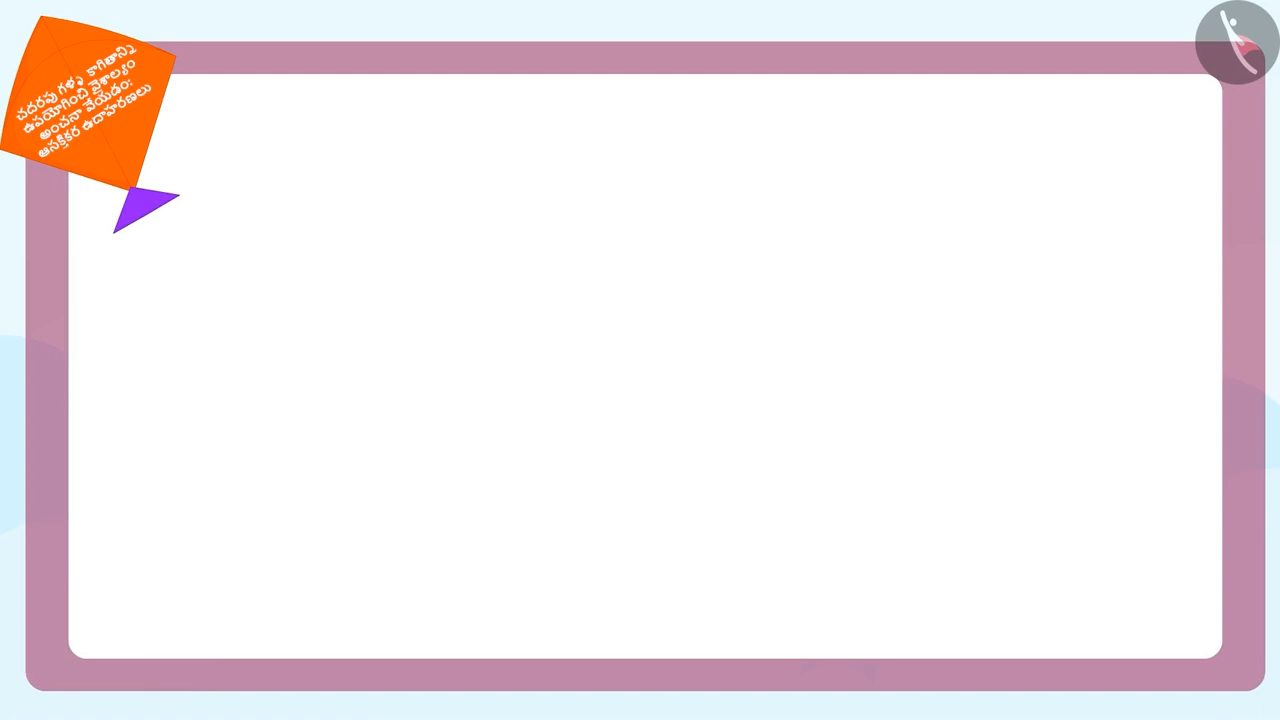 చదరపు గళ్ళ కాగితాన్ని
ఉపయోగించి వైశాల్యం
అంచనా వేయడం:
ఆసక్తికర ఉదాహరణలు